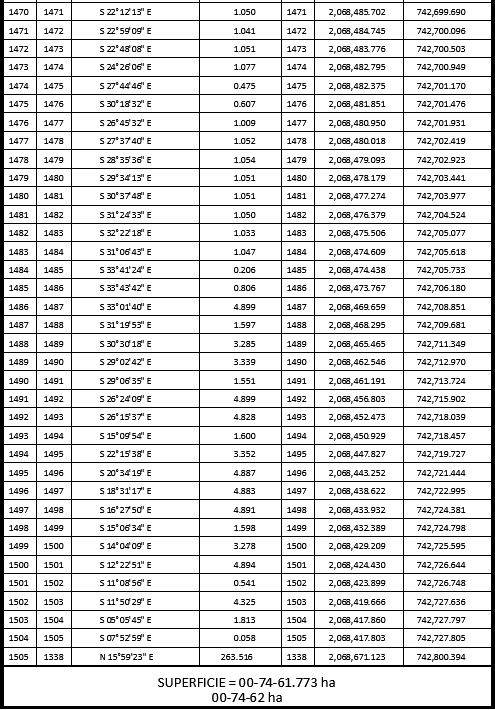 1470 1471 S 22°12'13" E 1.050 1471 2,068,485.702 742,699.690
1471 1472 S 22°59'09" E 1.041 1472 2,068,484.745 742,700.096
1472 1473 S 22°48'08" E 1.051 1473 2,068,483.776 742,700.503
1473 1474 S 24°26'06" E 1.077 1474 2,068,482.795 742,700.949
1474 1475 S 27°44'46" E 0.475 1475 2,068,482.375 742,701.170
1475 1476 S 30°18'32" E 0.607 1476 2,068,481.851 742,701.476
1476 1477 S 26°45'32" E 1.009 1477 2,068,480.950 742,701.931
1477 1478 S 27°37'40" E 1.052 1478 2,068,480.018 742,702.419
1478 1479 S 28°35'36" E 1.054 1479 2,068,479.093 742,702.923
1479 1480 S 29°34'13" E 1.051 1480 2,068,478.179 742,703.441
1480 1481 S 30°37'48" E 1.051 1481 2,068,477.274 742,703.977
1481 1482 S 31°24'33" E 1.050 1482 2,068,476.379 742,704.524
1482 1483 S 32°22'18" E 1.033 1483 2,068,475.506 742,705.077
1483 1484 S 31°06'43" E 1.047 1484 2,068,474.609 742,705.618
1484 1485 S 33°41'24" E 0.206 1485 2,068,474.438 742,705.733
1485 1486 S 33°43'42" E 0.806 1486 2,068,473.767 742,706.180
1486 1487 S 33°01'40" E 4.899 1487 2,068,469.659 742,708.851
1487 1488 S 31°19'53" E 1.597 1488 2,068,468.295 742,709.681
1488 1489 S 30°30'18" E 3.285 1489 2,068,465.465 742,711.349
1489 1490 S 29°02'42" E 3.339 1490 2,068,462.546 742,712.970
1490 1491 S 29°06'35" E 1.551 1491 2,068,461.191 742,713.724
1491 1492 S 26°24'09" E 4.899 1492 2,068,456.803 742,715.902
1492 1493 S 26°15'37" E 4.828 1493 2,068,452.473 742,718.039
1493 1494 S 15°09'54" E 1.600 1494 2,068,450.929 742,718.457
1494 1495 S 22°15'38" E 3.352 1495 2,068,447.827 742,719.727
1495 1496 S 20°34'19" E 4.887 1496 2,068,443.252 742,721.444
1496 1497 S 18°31'17" E 4.883 1497 2,068,438.622 742,722.995
1497 1498 S 16°27'50" E 4.891 1498 2,068,433.932 742,724.381
1498 1499 S 15°06'34" E 1.598 1499 2,068,432.389 742,724.798
1499 1500 S 14°04'09" E 3.278 1500 2,068,429.209 742,725.595
1500 1501 S 12°22'51" E 4.894 1501 2,068,424.430 742,726.644
1501 1502 S 11°08'56" E 0.541 1502 2,068,423.899 742,726.748
1502 1503 S 11°50'29" E 4.325 1503 2,068,419.666 742,727.636
1503 1504 S 05°05'45" E 1.813 1504 2,068,417.860 742,727.797
1504 1505 S 07°52'59" E 0.058 1505 2,068,417.803 742,727.805
1505 1338 N 15°59'23" E 263.516 1338 2,068,671.123 742,800.394
SUPERFICIE = 00-74-61.773 ha
00-74-62 ha